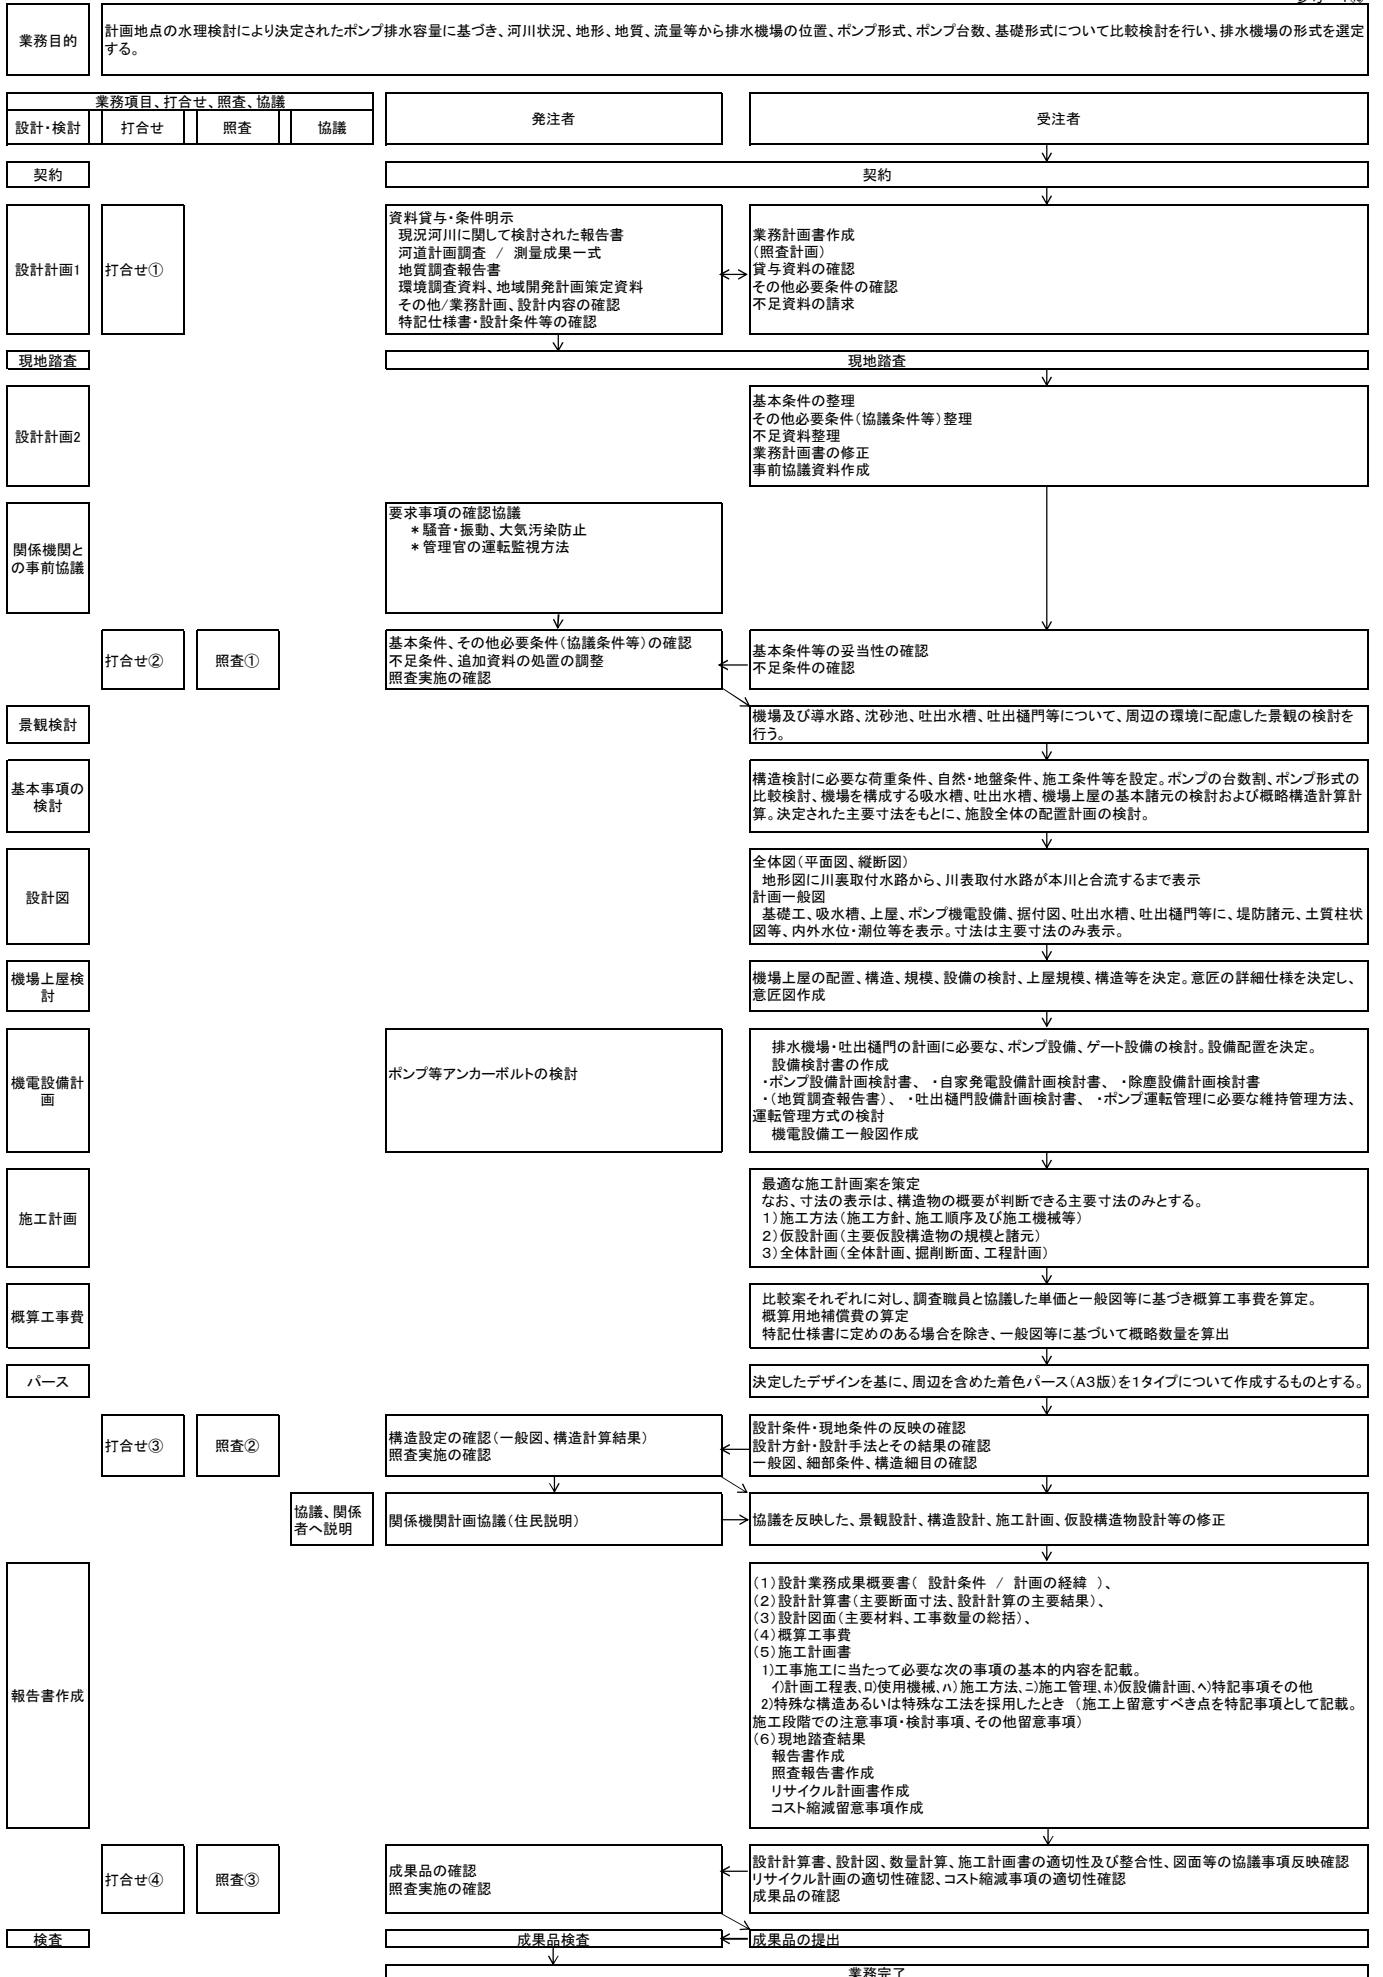 業務目的
計画地点の水理検討により決定されたポンプ排水容量に基づき、河川状況、地形、地質、流量等から排水機場の位置、ポンプ形式、ポンプ台数、基礎形式について比較検討を行い、排水機場の形式を選定
する。
業務項目、打合せ、照査、協議
設計・検討
打合せ
照査
協議
発注者
受注者
契約
契約
設計計画1
打合せ①
資料貸与・条件明示
現況河川に関して検討された報告書
河道計画調査 / 測量成果一式
地質調査報告書
環境調査資料、地域開発計画策定資料
その他/業務計画、設計内容の確認
特記仕様書・設計条件等の確認
業務計画書作成
(照査計画)
貸与資料の確認
その他必要条件の確認
不足資料の請求
現地踏査
現地踏査
設計計画2
基本条件の整理
その他必要条件(協議条件等)整理
不足資料整理
業務計画書の修正
事前協議資料作成
関係機関と
の事前協議
要求事項の確認協議
＊騒音・振動、大気汚染防止
＊管理官の運転監視方法
打合せ②
照査①
基本条件、その他必要条件(協議条件等)の確認
不足条件、追加資料の処置の調整
照査実施の確認
基本条件等の妥当性の確認
不足条件の確認
景観検討
機場及び導水路、沈砂池、吐出水槽、吐出樋門等について、周辺の環境に配慮した景観の検討を
行う。
基本事項の
検討
構造検討に必要な荷重条件、自然・地盤条件、施工条件等を設定。ポンプの台数割、ポンプ形式の
比較検討、機場を構成する吸水槽、吐出水槽、機場上屋の基本諸元の検討および概略構造計算計
算。決定された主要寸法をもとに、施設全体の配置計画の検討。
設計図
全体図(平面図、縦断図)
地形図に川裏取付水路から、川表取付水路が本川と合流するまで表示
計画一般図
基礎工、吸水槽、上屋、ポンプ機電設備、据付図、吐出水槽、吐出樋門等に、堤防諸元、土質柱状
図等、内外水位・潮位等を表示。寸法は主要寸法のみ表示。
機場上屋検
討
機場上屋の配置、構造、規模、設備の検討、上屋規模、構造等を決定。意匠の詳細仕様を決定し、
意匠図作成
機電設備計
画
ポンプ等アンカーボルトの検討
排水機場・吐出樋門の計画に必要な、ポンプ設備、ゲート設備の検討。設備配置を決定。
設備検討書の作成
・ポンプ設備計画検討書、 ・自家発電設備計画検討書、 ・除塵設備計画検討書
・(地質調査報告書)、 ・吐出樋門設備計画検討書、 ・ポンプ運転管理に必要な維持管理方法、
運転管理方式の検討
機電設備工一般図作成
施工計画
最適な施工計画案を策定
なお、寸法の表示は、構造物の概要が判断できる主要寸法のみとする。
1)施工方法(施工方針、施工順序及び施工機械等)
2)仮設計画(主要仮設構造物の規模と諸元)
3)全体計画(全体計画、掘削断面、工程計画)
概算工事費
比較案それぞれに対し、調査職員と協議した単価と一般図等に基づき概算工事費を算定。
概算用地補償費の算定
特記仕様書に定めのある場合を除き、一般図等に基づいて概略数量を算出
パース
決定したデザインを基に、周辺を含めた着色パース(A3版)を1タイプについて作成するものとする。
打合せ③
照査②
構造設定の確認(一般図、構造計算結果)
照査実施の確認
設計条件・現地条件の反映の確認
設計方針・設計手法とその結果の確認
一般図、細部条件、構造細目の確認
協議、関係
者へ説明
関係機関計画協議(住民説明)
協議を反映した、景観設計、構造設計、施工計画、仮設構造物設計等の修正
報告書作成
(1)設計業務成果概要書( 設計条件 / 計画の経緯 )、
(2)設計計算書(主要断面寸法、設計計算の主要結果)、
(3)設計図面(主要材料、工事数量の総括)、
(4)概算工事費
(5)施工計画書
1)工事施工に当たって必要な次の事項の基本的内容を記載。
ｲ)計画工程表、ﾛ)使用機械、ﾊ)施工方法、ﾆ)施工管理、ﾎ)仮設備計画、ﾍ)特記事項その他
2)特殊な構造あるいは特殊な工法を採用したとき (施工上留意すべき点を特記事項として記載。
施工段階での注意事項・検討事項、その他留意事項)
(6)現地踏査結果
報告書作成
照査報告書作成
リサイクル計画書作成
コスト縮減留意事項作成
打合せ④
照査③
成果品の確認
照査実施の確認
設計計算書、設計図、数量計算、施工計画書の適切性及び整合性、図面等の協議事項反映確認
リサイクル計画の適切性確認、コスト縮減事項の適切性確認
成果品の確認
検査
成果品検査
成果品の提出
業務完了